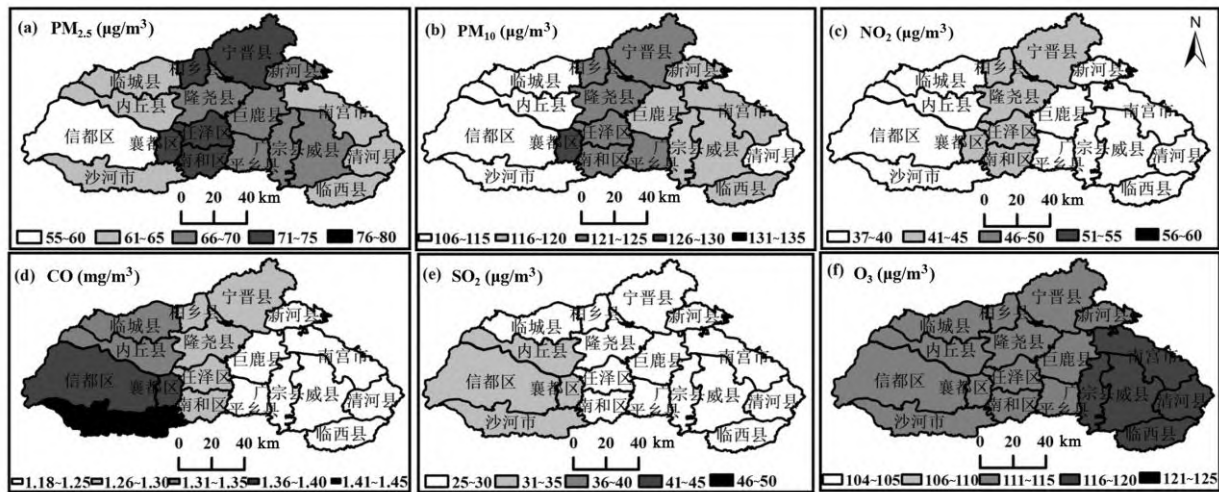 (a) PM2.5 (μg/m³)
宁晋县
柏乡县
新河县
临城县
隆尧县
内丘县
巨鹿县
南宫市
信都区
任泽区
襄都区
广宗县
威县
清河县
南和区
平乡县
沙河市
临西县
0 20 40 km
55~60 61~65 66~70 71~75 76~80
(b) PM10 (μg/m³)
宁晋县
柏乡县
新河县
临城县
隆尧县
内丘县
巨鹿县
南宫市
信都区
任泽区
襄都区
广宗县
威县
清河县
南和区
平乡县
沙河市
临西县
0 20 40 km
106~115 116~120 121~125 126~130 131~135
(c) NO2 (μg/m³)
N
宁晋县
柏乡县
新河县
临城县
隆尧县
内丘县
巨鹿县
南宫市
信都区
任泽区
襄都区
广宗县
威县
清河县
南和区
平乡县
沙河市
临西县
0 20 40 km
37~40 41~45 46~50 51~55 56~60
(d) CO (mg/m³)
宁晋县
柏乡县
新河县
临城县
隆尧县
内丘县
巨鹿县
南宫市
信都区
任泽区
襄都区
广宗县
威县
清河县
南和区
平乡县
临西县
0 20 40 km
1.18~1.25 1.26~1.30 1.31~1.35 1.36~1.40 1.41~1.45
(e) SO2 (μg/m³)
宁晋县
柏乡县
新河县
临城县
隆尧县
内丘县
巨鹿县
南宫市
信都区
任泽区
襄都区
广宗县
威县
清河县
南和区
平乡县
沙河市
临西县
0 20 40 km
25~30 31~35 36~40 41~45 46~50
(f) O3 (μg/m³)
宁晋县
柏乡县
新河县
临城县
隆尧县
内丘县
巨鹿县
南宫市
信都区
任泽区
襄都区
广宗县
威县
清河县
南和区
平乡县
沙河市
临西县
0 20 40 km
104~105 106~110 111~115 116~120 121~125